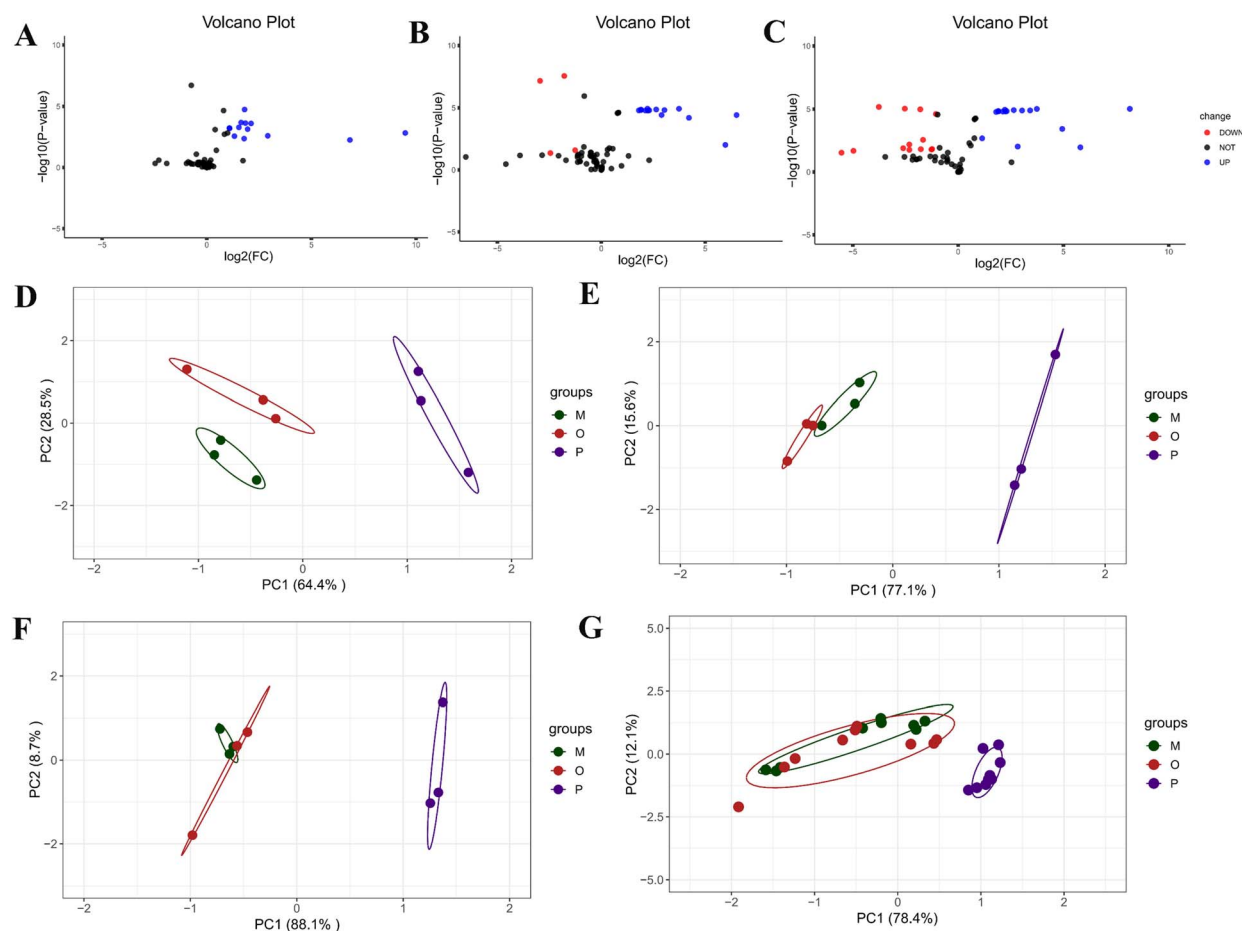 A
Volcano Plot
10
5
0
−5
−log10(P−value)
−5
0
5
10
log2(FC)
B
Volcano Plot
10
5
0
−5
−log10(P−value)
−5
0
5
log2(FC)
C
Volcano Plot
10
5
0
−5
−log10(P−value)
−5
0
5
10
log2(FC)
change
DOWN
NOT
UP
D
2
0
−2
PC2 (28.5% )
−2
−1
0
1
2
PC1 (64.4% )
groups
M
O
P
E
2
0
−2
PC2 (15.6% )
−2
−1
0
1
2
PC1 (77.1% )
groups
M
O
P
F
2
0
−2
PC2 (8.7% )
−2
−1
0
1
2
PC1 (88.1% )
groups
M
O
P
G
5.0
2.5
0.0
−2.5
−5.0
PC2 (12.1%)
−2
−1
0
1
2
PC1 (78.4%)
groups
M
O
P